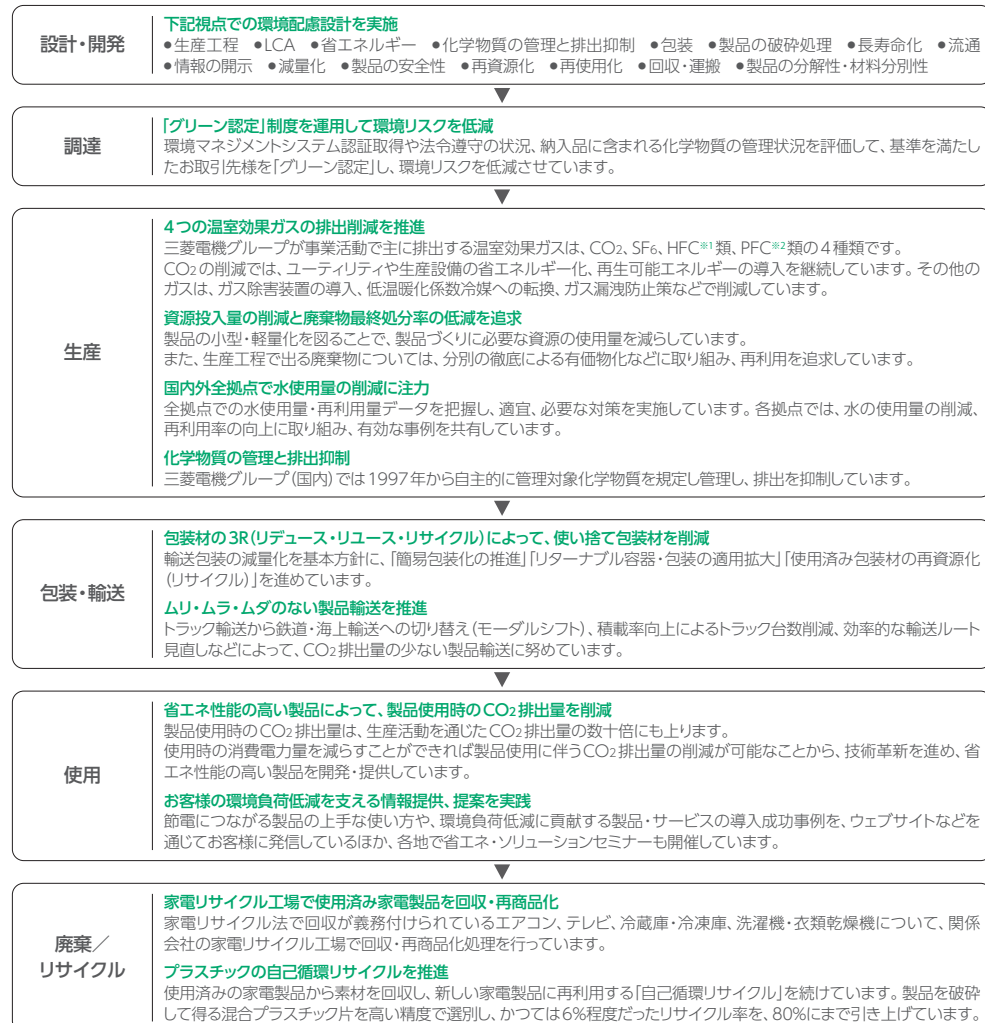 設計・開発
下記視点での環境配慮設計を実施
●生産工程 ●LCA ●省エネルギー ●化学物質の管理と排出抑制 ●包装 ●製品の破砕処理 ●長寿命化 ●流通
●情報の開示 ●減量化 ●製品の安全性 ●再資源化 ●再使用化 ●回収・運搬 ●製品の分解性・材料分別性
▼
調達
「グリーン認定」制度を運用して環境リスクを低減
環境マネジメントシステム認証取得や法令遵守の状況、納入品に含まれる化学物質の管理状況を評価して、基準を満たし
たお取引先様を「グリーン認定」し、環境リスクを低減させています。
▼
生産
4つの温室効果ガスの排出削減を推進
三菱電機グループが事業活動で主に排出する温室効果ガスは、CO2、SF6、HFC※1類、PFC※2類の4種類です。
CO2の削減では、ユーティリティや生産設備の省エネルギー化、再生可能エネルギーの導入を継続しています。その他の
ガスは、ガス除害装置の導入、低温暖化係数冷媒への転換、ガス漏洩防止策などで削減しています。
資源投入量の削減と廃棄物最終処分率の低減を追求
製品の小型・軽量化を図ることで、製品づくりに必要な資源の使用量を減らしています。
また、生産工程で出る廃棄物については、分別の徹底による有価物化などに取り組み、再利用を追求しています。
国内外全拠点で水使用量の削減に注力
全拠点での水使用量・再利用量データを把握し、適宜、必要な対策を実施しています。各拠点では、水の使用量の削減、
再利用率の向上に取り組み、有効な事例を共有しています。
化学物質の管理と排出抑制
三菱電機グループ(国内)では1997年から自主的に管理対象化学物質を規定し管理し、排出を抑制しています。
▼
包装・輸送
包装材の3R(リデュース・リユース・リサイクル)によって、使い捨て包装材を削減
輸送包装の減量化を基本方針に、「簡易包装化の推進」「リターナブル容器・包装の適用拡大」「使用済み包装材の再資源化
(リサイクル)」を進めています。
ムリ・ムラ・ムダのない製品輸送を推進
トラック輸送から鉄道・海上輸送への切り替え(モーダルシフト)、積載率向上によるトラック台数削減、効率的な輸送ルート
見直しなどによって、CO2排出量の少ない製品輸送に努めています。
▼
使用
省エネ性能の高い製品によって、製品使用時のCO2排出量を削減
製品使用時のCO2排出量は、生産活動を通じたCO2排出量の数十倍にも上ります。
使用時の消費電力量を減らすことができれば製品使用に伴うCO2排出量の削減が可能なことから、技術革新を進め、省
エネ性能の高い製品を開発・提供しています。
お客様の環境負荷低減を支える情報提供、提案を実践
節電につながる製品の上手な使い方や、環境負荷低減に貢献する製品・サービスの導入成功事例を、ウェブサイトなどを
通じてお客様に発信しているほか、各地で省エネ・ソリューションセミナーも開催しています。
▼
廃棄／
リサイクル
家電リサイクル工場で使用済み家電製品を回収・再商品化
家電リサイクル法で回収が義務付けられているエアコン、テレビ、冷蔵庫・冷凍庫、洗濯機・衣類乾燥機について、関係
会社の家電リサイクル工場で回収・再商品化処理を行っています。
プラスチックの自己循環リサイクルを推進
使用済みの家電製品から素材を回収し、新しい家電製品に再利用する「自己循環リサイクル」を続けています。製品を破砕
して得る混合プラスチック片を高い精度で選別し、かつては6%程度だったリサイクル率を、80%にまで引き上げています。